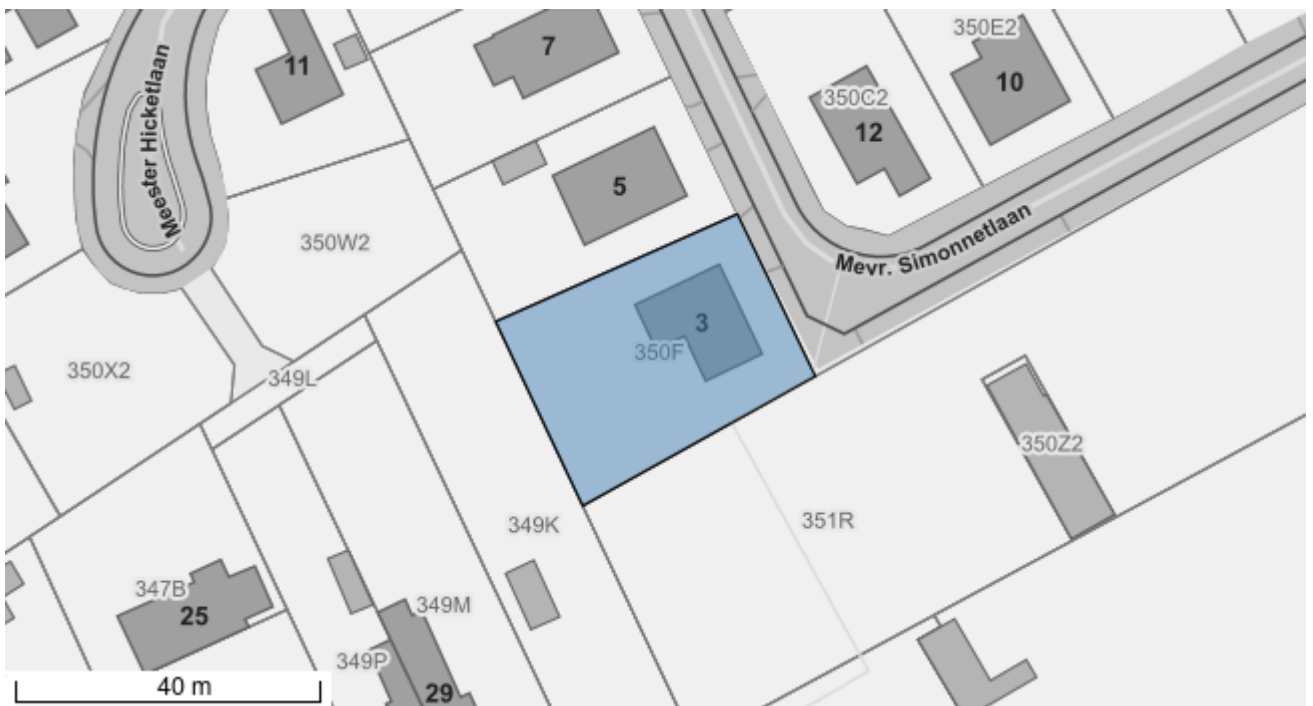 350E2
7
11
10
350C2
12
Meester Hicketlaan
5
350W2
Mevr. Simonnetlaan
3
350F
350X2
349L
350Z2
349K
351R
347B
25
349M
349P
40 m
29